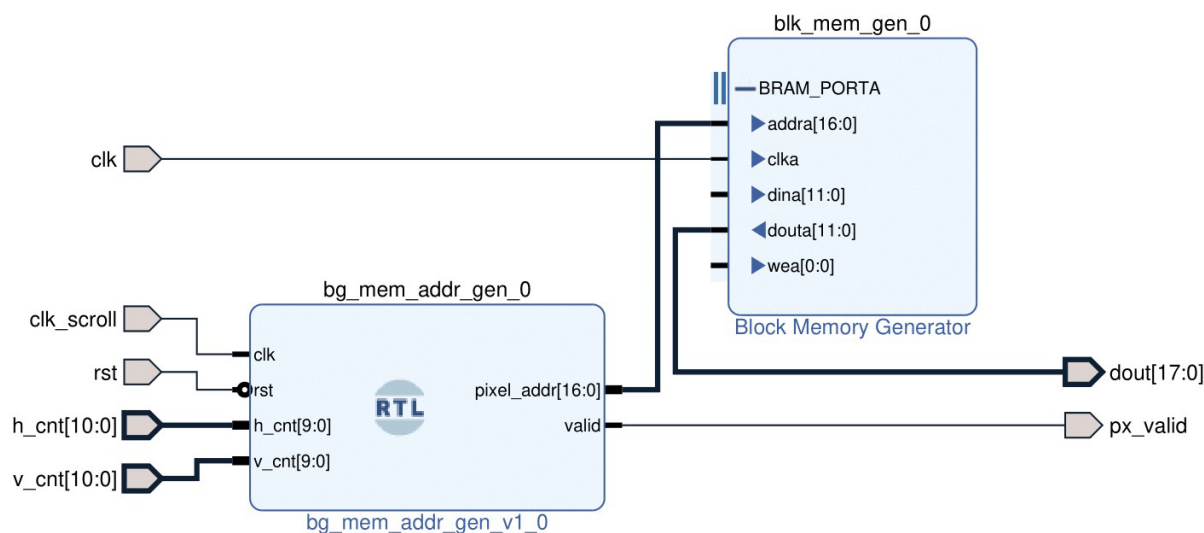 blk_mem_gen_0
BRAM_PORTA
addra[16:0]
clk
clka
dina[11:0]
douta[11:0]
wea[0:0]
Block Memory Generator
bg_mem_addr_gen_0
clk_scroll
clk
rst
rst
RTL
pixel_addr[16:0]
dout[17:0]
h_cnt[10:0]
h_cnt[9:0]
valid
px_valid
v_cnt[10:0]
v_cnt[9:0]
bg_mem_addr_gen_v1_0